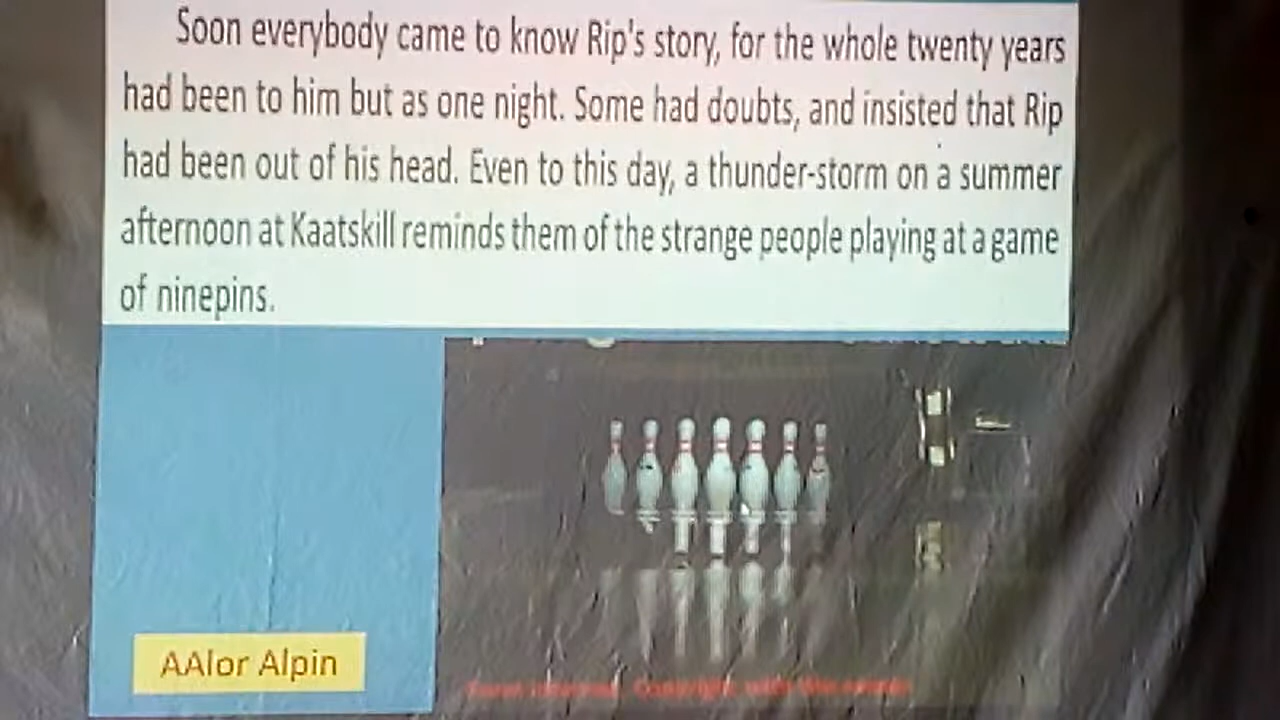 Soon everybody came to know Rip's story, for the whole twenty years
had been to him but as one night. Some had doubts, and insisted that Rip
had been out of his head. Even to this day, a thunder-storm on a summer
afternoon at Kaatskill reminds them of the strange people playing at a game
of ninepins.
AAlor Alpin